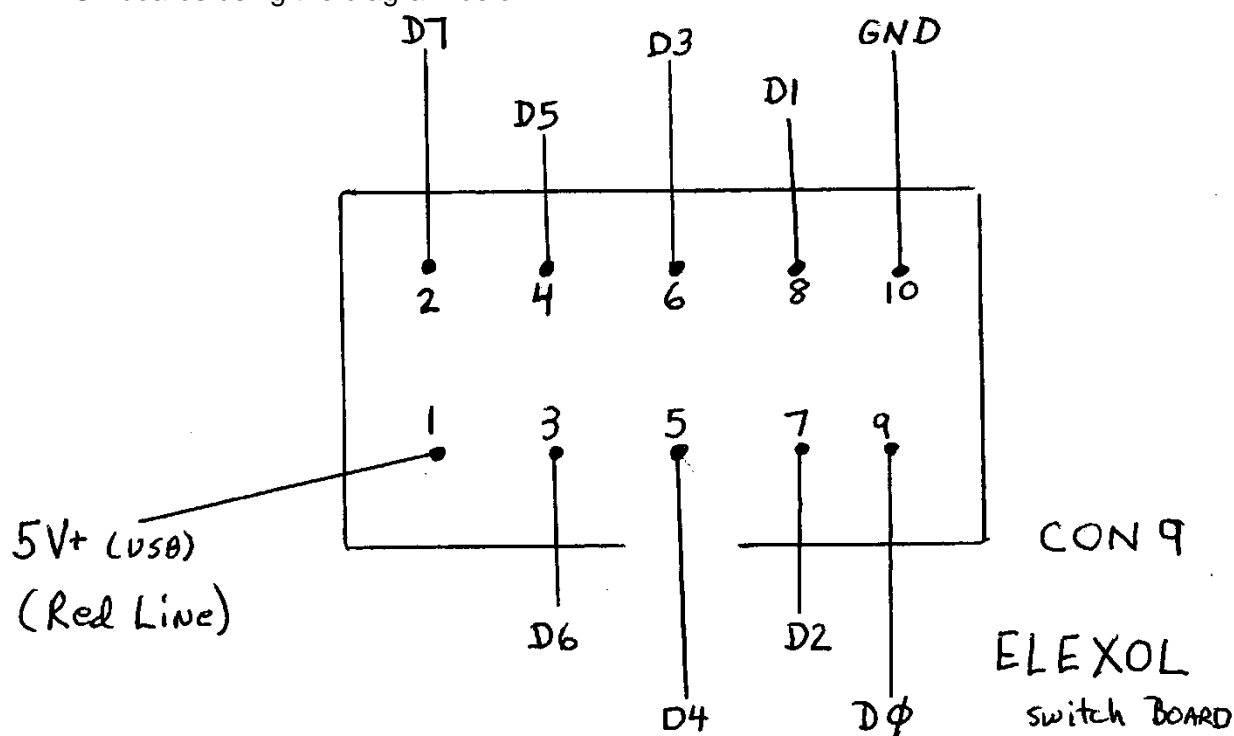 D7
D3
GND
D5
D1
2 4 6 8 10
1 3 5 7 9
5V+ (USB)
(Red Line)
CON 9
D6
D2
ELEXOL
D4
DØ
switch BOARD